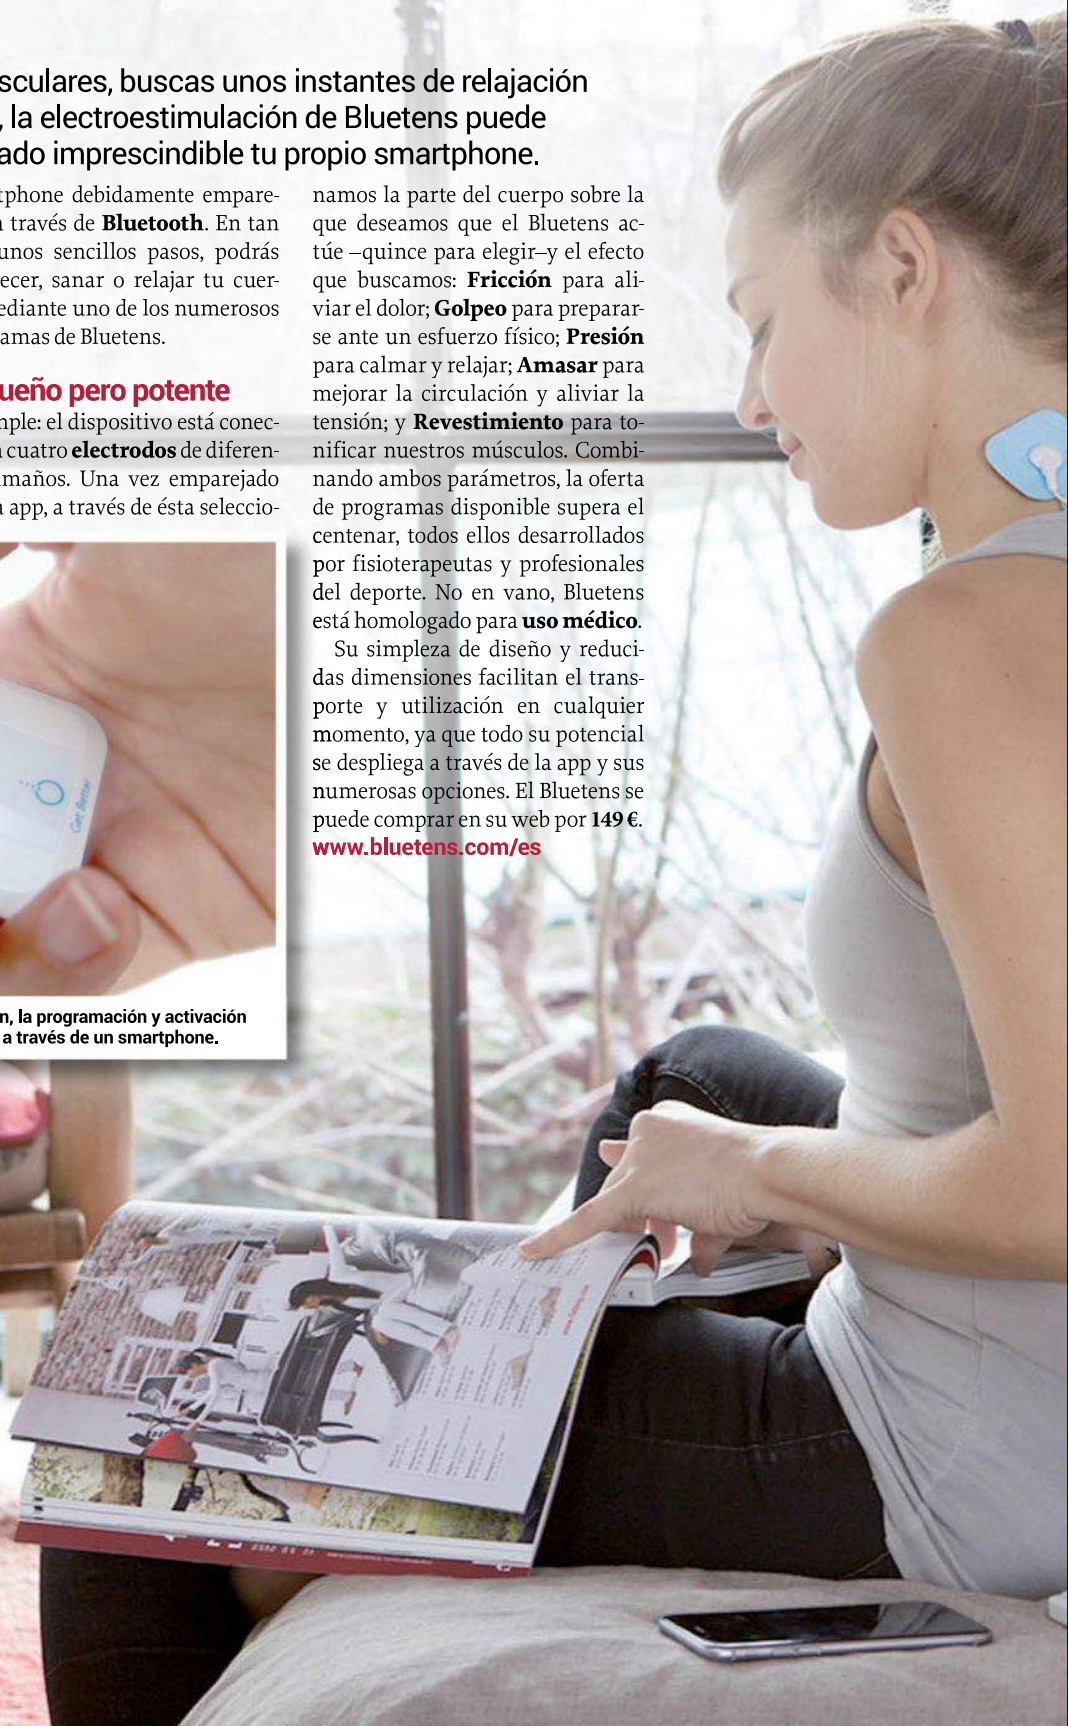 sculares, buscas unos instantes de relajación
, la electroestimulación de Bluetens puede
ado imprescindible tu propio smartphone.
tphone debidamente empare-
a través de Bluetooth. En tan
unos sencillos pasos, podrás
ecer, sanar o relajar tu cuer-
ediante uno de los numerosos
amas de Bluetens.
ueño pero potente
mple: el dispositivo está conec-
a cuatro electrodos de diferen-
maños. Una vez emparejado
a app, a través de ésta seleccio-
Get Better
n, la programación y activación
a través de un smartphone.
namos la parte del cuerpo sobre la
que deseamos que el Bluetens ac-
túe –quince para elegir–y el efecto
que buscamos: Fricción para ali-
viar el dolor; Golpeo para preparar-
se ante un esfuerzo físico; Presión
para calmar y relajar; Amasar para
mejorar la circulación y aliviar la
tensión; y Revestimiento para to-
nificar nuestros músculos. Combi-
nando ambos parámetros, la oferta
de programas disponible supera el
centenar, todos ellos desarrollados
por fisioterapeutas y profesionales
del deporte. No en vano, Bluetens
está homologado para uso médico.
Su simpleza de diseño y reduci-
das dimensiones facilitan el trans-
porte y utilización en cualquier
momento, ya que todo su potencial
se despliega a través de la app y sus
numerosas opciones. El Bluetens se
puede comprar en su web por 149 €.
www.bluetens.com/es